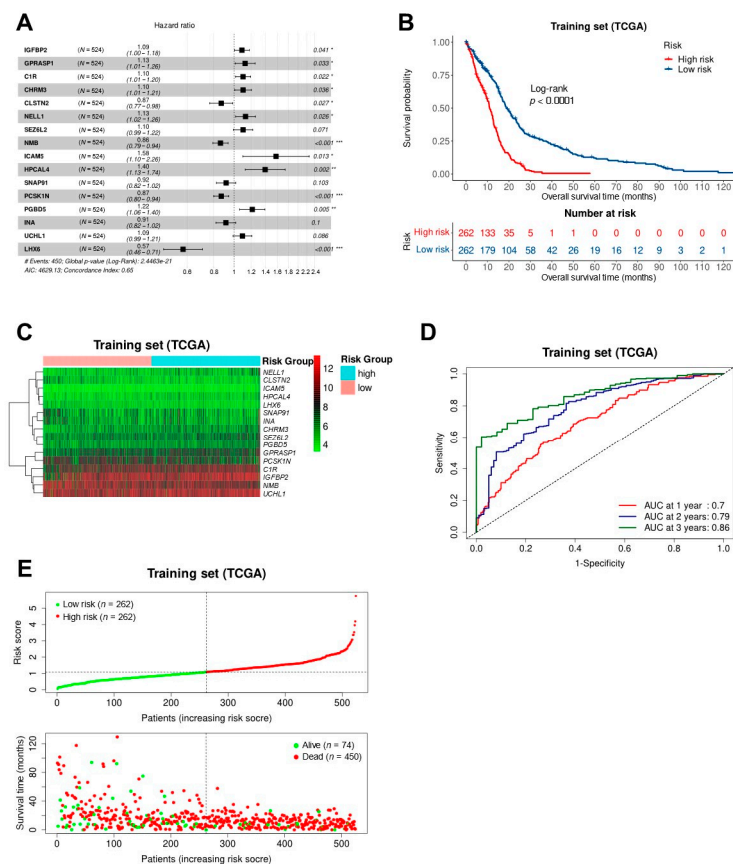 A
Hazard ratio
IGFBP2 (N = 524) 1.09 (1.00 − 1.18) 0.041 *
GPRASP1 (N = 524) 1.13 (1.01 − 1.26) 0.033 *
C1R (N = 524) 1.10 (1.01 − 1.20) 0.022 *
CHRM3 (N = 524) 1.10 (1.01 − 1.21) 0.036 *
CLSTN2 (N = 524) 0.87 (0.77 − 0.98) 0.027 *
NELL1 (N = 524) 1.13 (1.02 − 1.26) 0.026 *
SEZ6L2 (N = 524) 1.10 (0.99 − 1.22) 0.071
NMB (N = 524) 0.86 (0.79 − 0.94) <0.001 ***
ICAM5 (N = 524) 1.58 (1.10 − 2.26) 0.013 *
HPCAL4 (N = 524) 1.40 (1.13 − 1.74) 0.002 **
SNAP91 (N = 524) 0.92 (0.82 − 1.02) 0.103
PCSK1N (N = 524) 0.87 (0.80 − 0.94) <0.001 ***
PGBD5 (N = 524) 1.22 (1.06 − 1.40) 0.005 **
INA (N = 524) 0.91 (0.82 − 1.02) 0.1
UCHL1 (N = 524) 1.09 (0.99 − 1.21) 0.086
LHX6 (N = 524) 0.57 (0.46 − 0.71) <0.001 ***
# Events: 450; Global p-value (Log-Rank): 2.4463e-21
AIC: 4629.13; Concordance Index: 0.65
0.6 0.8 1 1.2 1.4 1.6 1.8 2 2.2 2.4
B
Training set (TCGA)
Risk
High risk
Low risk
Log-rank
p < 0.0001
Survival probability
1.00
0.75
0.50
0.25
0.00
0 10 20 30 40 50 60 70 80 90 100 110 120
Overall survival time (months)
Number at risk
Risk
High risk 262 133 35 5 1 1 0 0 0 0 0 0 0
Low risk 262 179 104 58 42 26 19 16 12 9 3 2 1
0 10 20 30 40 50 60 70 80 90 100 110 120
Overall survival time (months)
C
Training set (TCGA)
Risk Group
NELL1
CLSTN2
ICAM5
HPCAL4
LHX6
SNAP91
INA
CHRM3
SEZ6L2
PGBD5
GPRASP1
PCSK1N
C1R
IGFBP2
NMB
UCHL1
12
10
8
6
4
Risk Group
high
low
D
Training set (TCGA)
Sensitivity
1.0
0.8
0.6
0.4
0.2
0.0
AUC at 1 year : 0.7
AUC at 2 years: 0.79
AUC at 3 years: 0.86
0.0 0.2 0.4 0.6 0.8 1.0
1-Specificity
E
Training set (TCGA)
Low risk (n = 262)
High risk (n = 262)
Risk score
5
4
3
2
1
0
0 100 200 300 400 500
Patients (increasing risk socre)
Alive (n = 74)
Dead (n = 450)
Survival time (months)
120
80
40
0
0 100 200 300 400 500
Patients (increasing risk score)